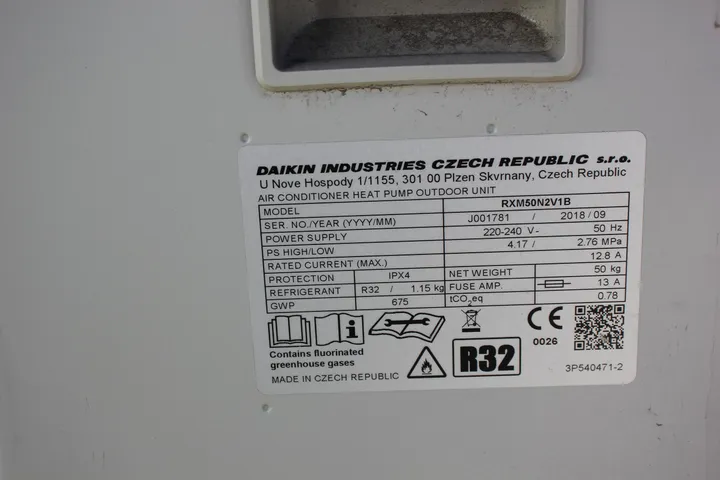 DAIKIN INDUSTRIES CZECH REPUBLIC s.r.o.
U Nove Hospody 1/1155, 301 00 Plzen Skvrnany, Czech Republic
AIR CONDITIONER HEAT PUMP OUTDOOR UNIT
MODEL RXM50N2V1B
SER. NO./YEAR (YYYY/MM) J001781 / 2018 / 09
POWER SUPPLY 220-240 V~ 50 Hz
PS HIGH/LOW 4.17 / 2.76 MPa
RATED CURRENT (MAX.) 12.8 A
PROTECTION IPX4 NET WEIGHT 50 kg
REFRIGERANT R32 / 1.15 kg FUSE AMP. 13 A
GWP 675 tCO2eq 0.78
i
CE
0026
Contains fluorinated
greenhouse gases
R32
MADE IN CZECH REPUBLIC
3P540471-2